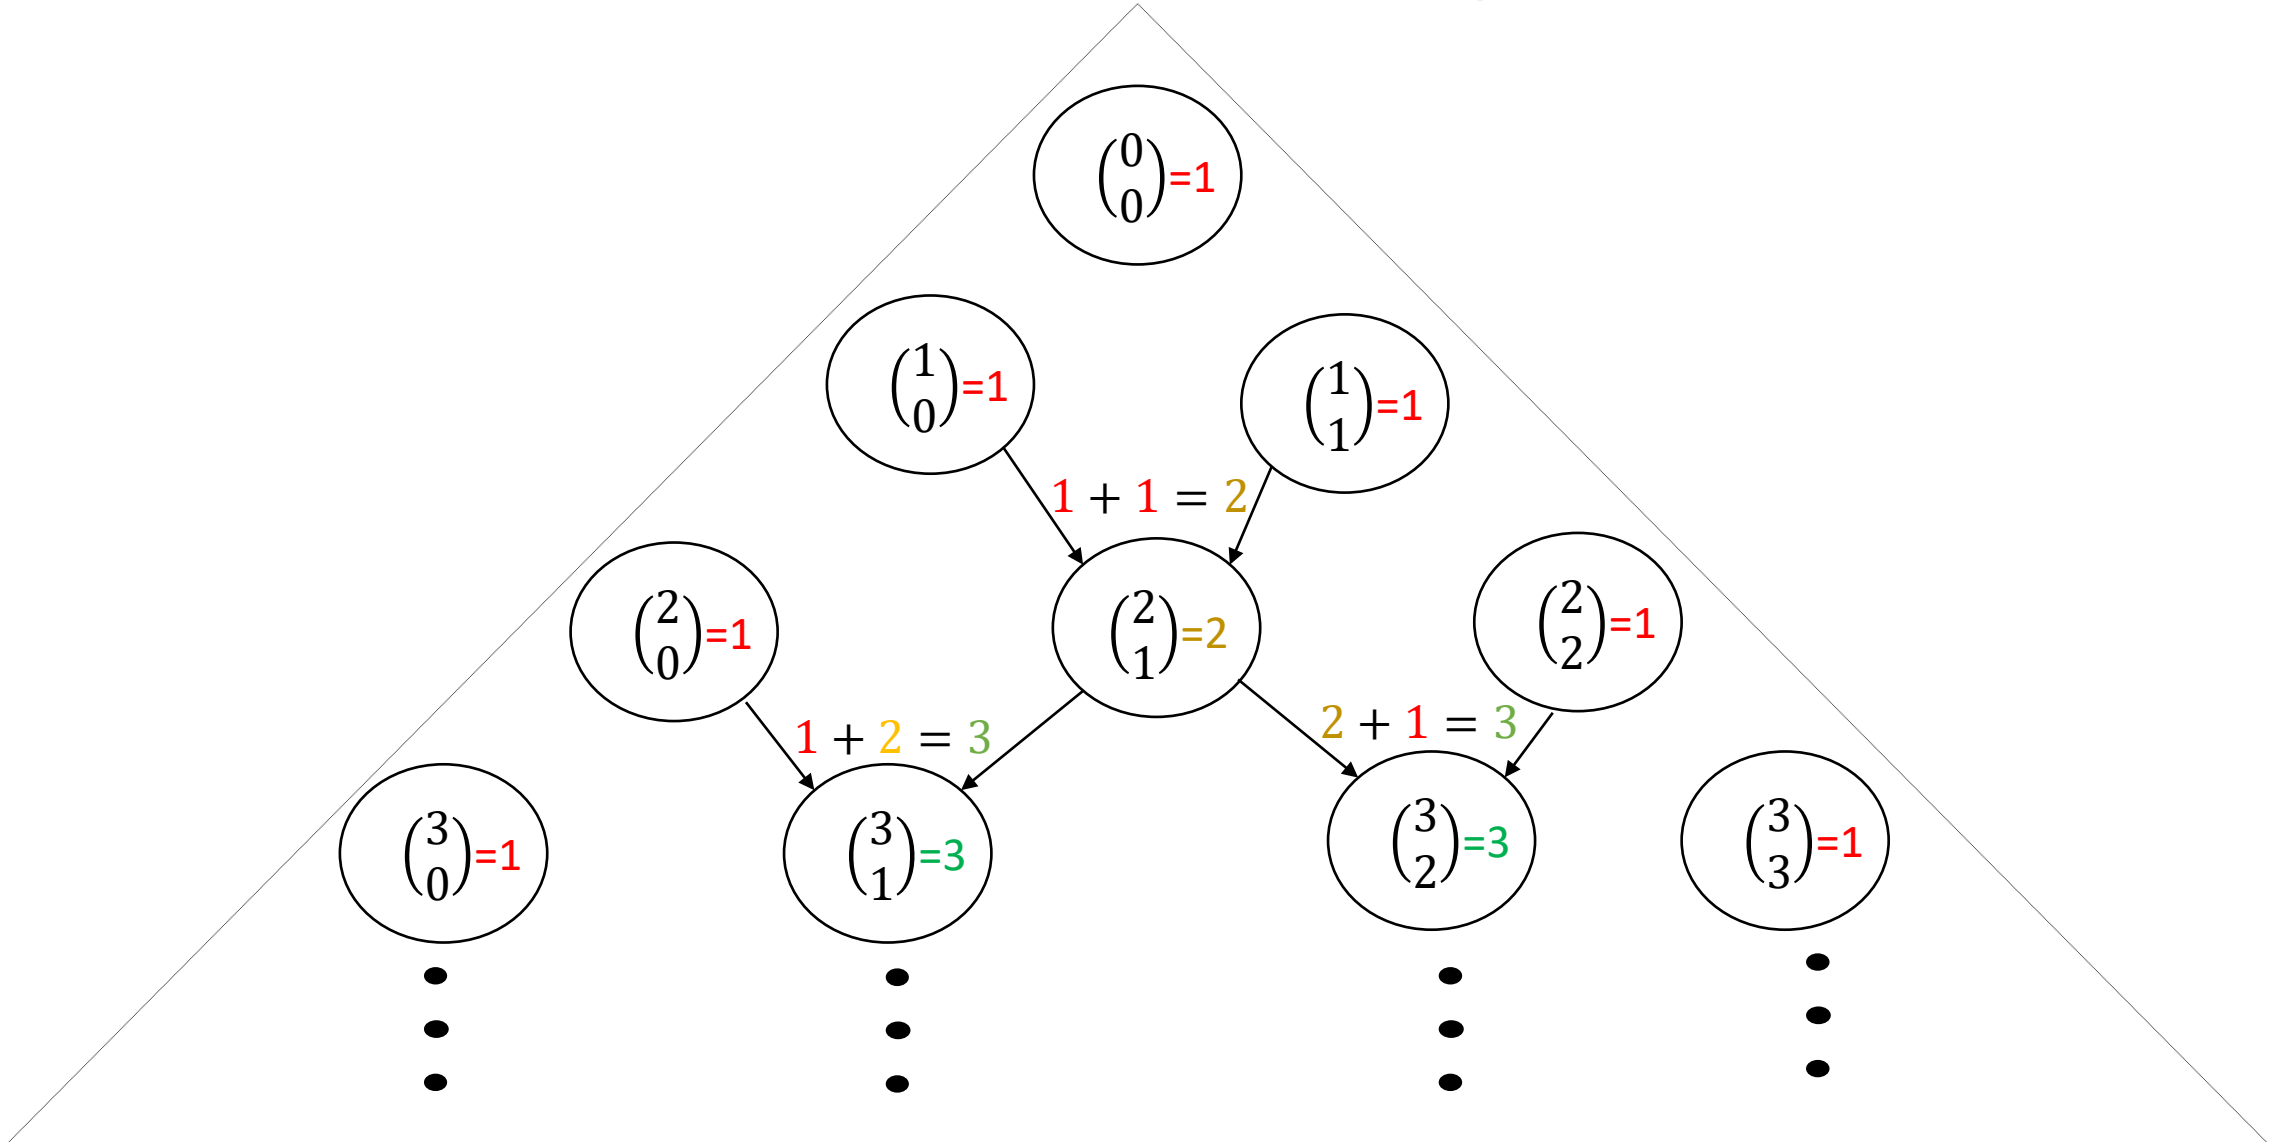 (0 0)=1
(1 0)=1 (1 1)=1
1 + 1 = 2
(2 0)=1 (2 1)=2 (2 2)=1
1 + 2 = 3 2 + 1 = 3
(3 0)=1 (3 1)=3 (3 2)=3 (3 3)=1